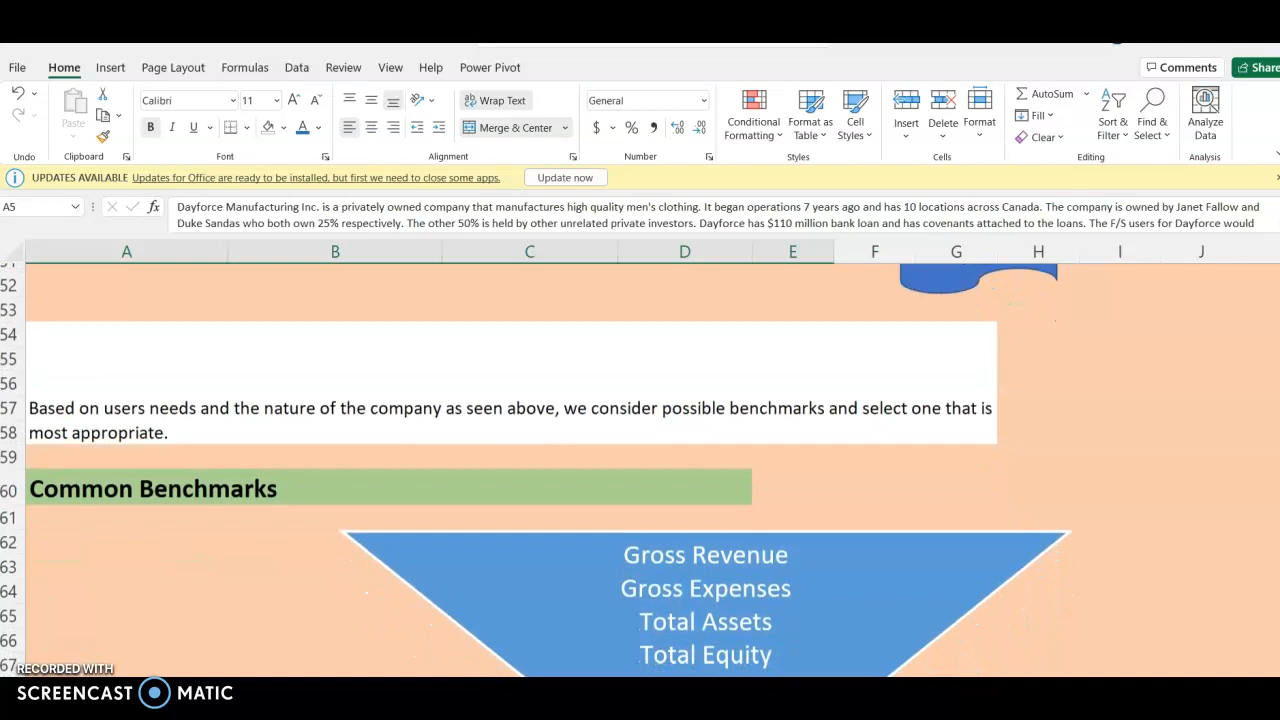 File Home Insert Page Layout Formulas Data Review View Help Power Pivot Comments Share
Calibri 11 Wrap Text General AutoSum
Paste Conditional Format as Cell Insert Delete Format Fill Sort & Find & Analyze
B I U Merge & Center $ % Formatting Table Styles Clear Filter Select Data
Undo Clipboard Font Alignment Number Styles Cells Editing Analysis
UPDATES AVAILABLE Updates for Office are ready to be installed, but first we need to close some apps. Update now
A5 fx Dayforce Manufacturing Inc. is a privately owned company that manufactures high quality men's clothing. It began operations 7 years ago and has 10 locations across Canada. The company is owned by Janet Fallow and
Duke Sandas who both own 25% respectively. The other 50% is held by other unrelated private investors. Dayforce has $110 million bank loan and has covenants attached to the loans. The F/S users for Dayforce would
A B C D E F G H I J
52
53
54
55
56
57 Based on users needs and the nature of the company as seen above, we consider possible benchmarks and select one that is
58 most appropriate.
59
60 Common Benchmarks
61
62 Gross Revenue
63 Gross Expenses
64
65 Total Assets
66 Total Equity
67
RECORDED WITH
SCREENCAST MATIC